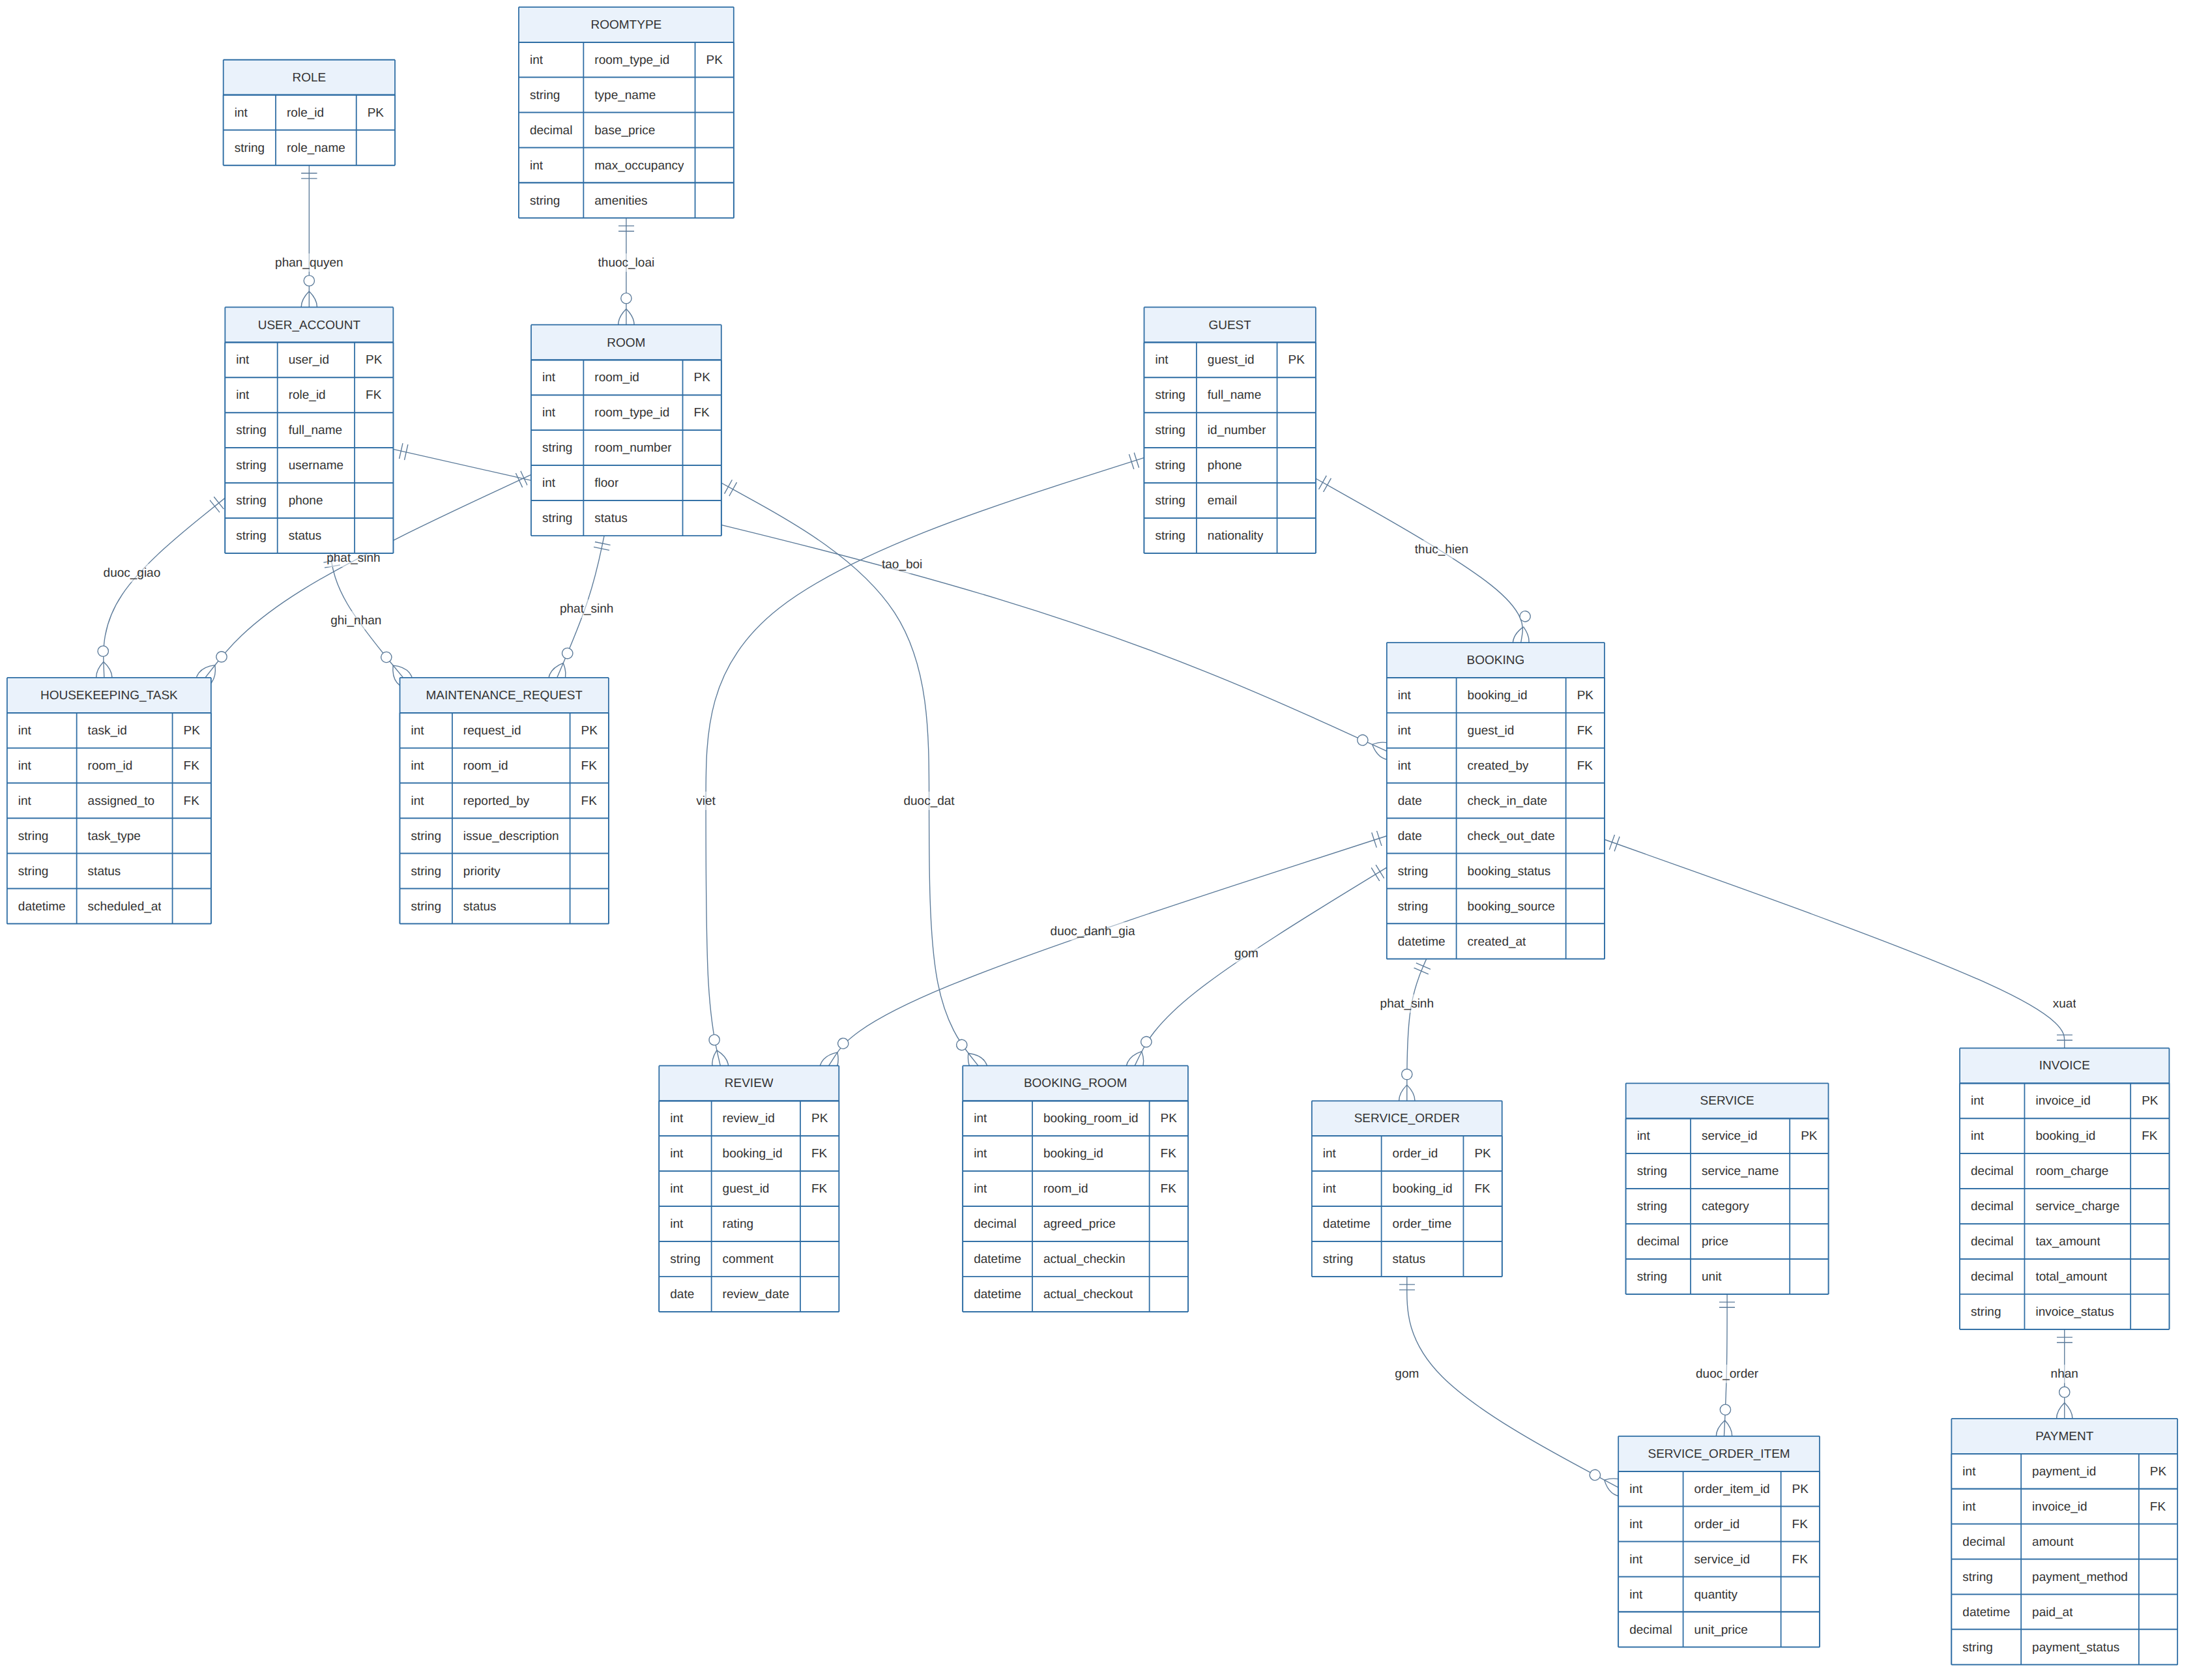 ROOMTYPE
int room_type_id PK
string type_name
decimal base_price
int max_occupancy
string amenities
ROLE
int role_id PK
string role_name
phan_quyen
thuoc_loai
USER_ACCOUNT
int user_id PK
int role_id FK
string full_name
string username
string phone
string status
ROOM
int room_id PK
int room_type_id FK
string room_number
int floor
string status
GUEST
int guest_id PK
string full_name
string id_number
string phone
string email
string nationality
duoc_giao
phat_sinh
ghi_nhan
phat_sinh
tao_boi
thuc_hien
HOUSEKEEPING_TASK
int task_id PK
int room_id FK
int assigned_to FK
string task_type
string status
datetime scheduled_at
MAINTENANCE_REQUEST
int request_id PK
int room_id FK
int reported_by FK
string issue_description
string priority
string status
BOOKING
int booking_id PK
int guest_id FK
int created_by FK
date check_in_date
date check_out_date
string booking_status
string booking_source
datetime created_at
viet
duoc_dat
duoc_danh_gia
gom
phat_sinh
xuat
REVIEW
int review_id PK
int booking_id FK
int guest_id FK
int rating
string comment
date review_date
BOOKING_ROOM
int booking_room_id PK
int booking_id FK
int room_id FK
decimal agreed_price
datetime actual_checkin
datetime actual_checkout
SERVICE_ORDER
int order_id PK
int booking_id FK
datetime order_time
string status
SERVICE
int service_id PK
string service_name
string category
decimal price
string unit
INVOICE
int invoice_id PK
int booking_id FK
decimal room_charge
decimal service_charge
decimal tax_amount
decimal total_amount
string invoice_status
gom
duoc_order
nhan
SERVICE_ORDER_ITEM
int order_item_id PK
int order_id FK
int service_id FK
int quantity
decimal unit_price
PAYMENT
int payment_id PK
int invoice_id FK
decimal amount
string payment_method
datetime paid_at
string payment_status